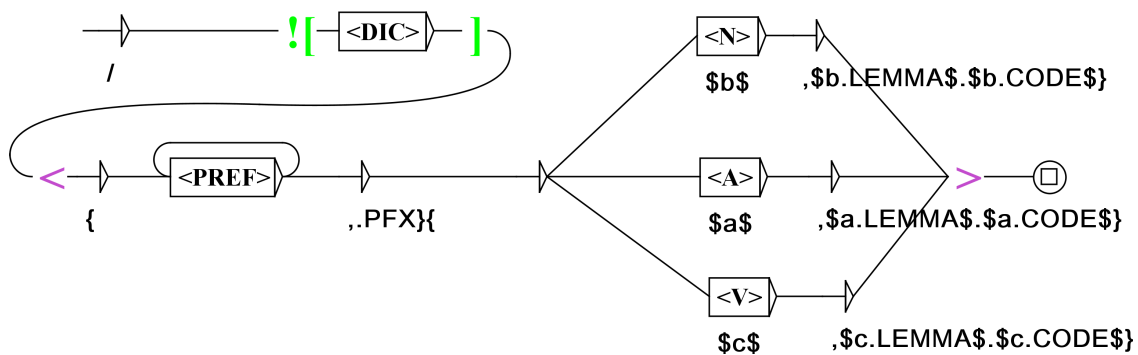 ![ <DIC> ]
/
<N>
$b$ ,$b.LEMMA$.$b.CODE$}
< <PREF> <A> >
{ ,.PFX}{ $a$ ,$a.LEMMA$.$a.CODE$}
<V>
$c$ ,$c.LEMMA$.$c.CODE$}